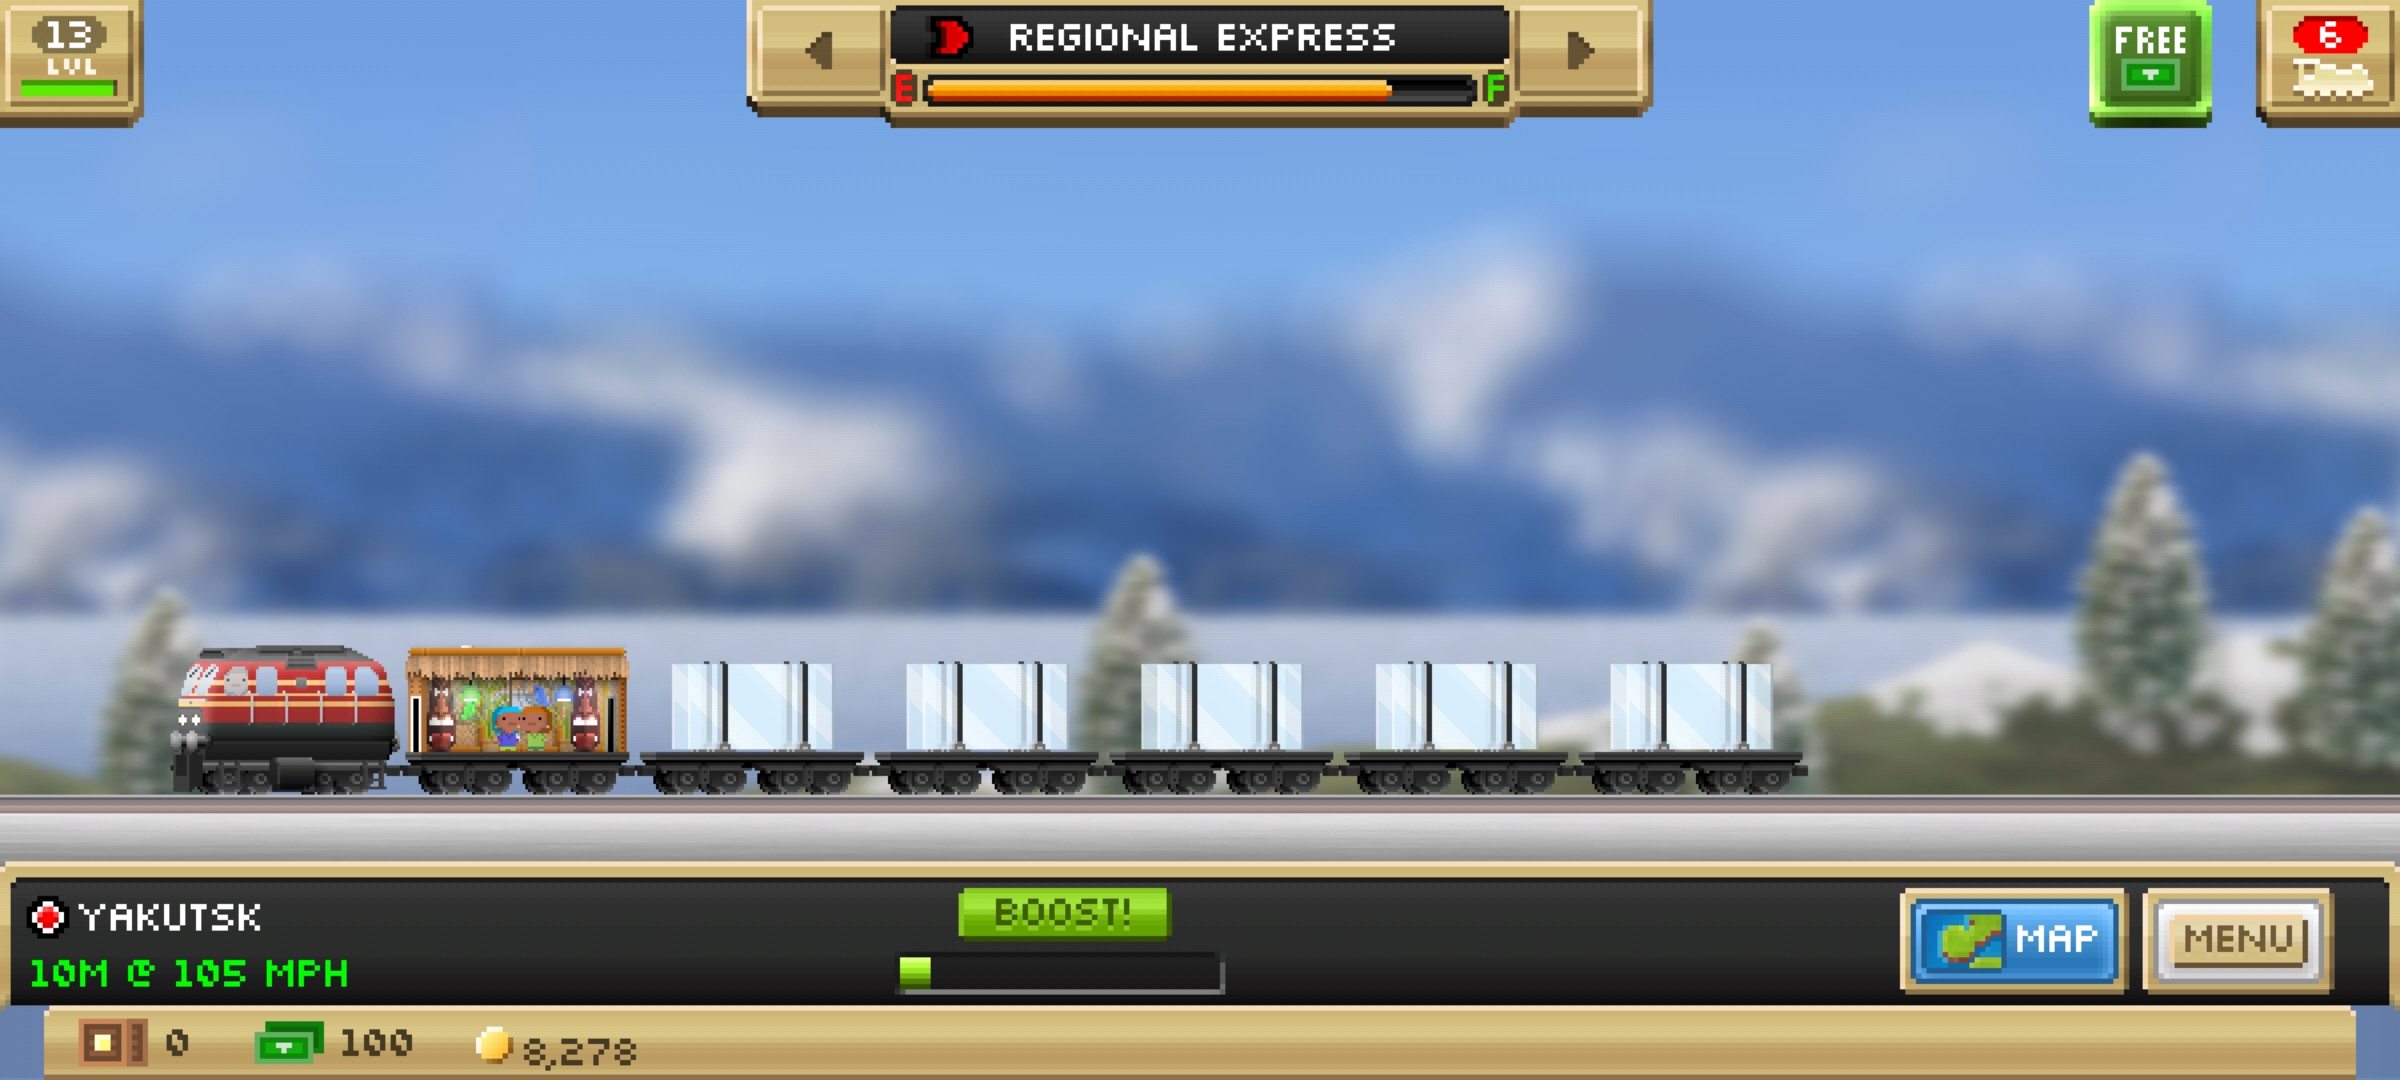 13
LVL
REGIONAL EXPRESS
E F
FREE
6
YAKUTSK
10M @ 105 MPH
BOOST!
MAP
MENU
0
100
8,278